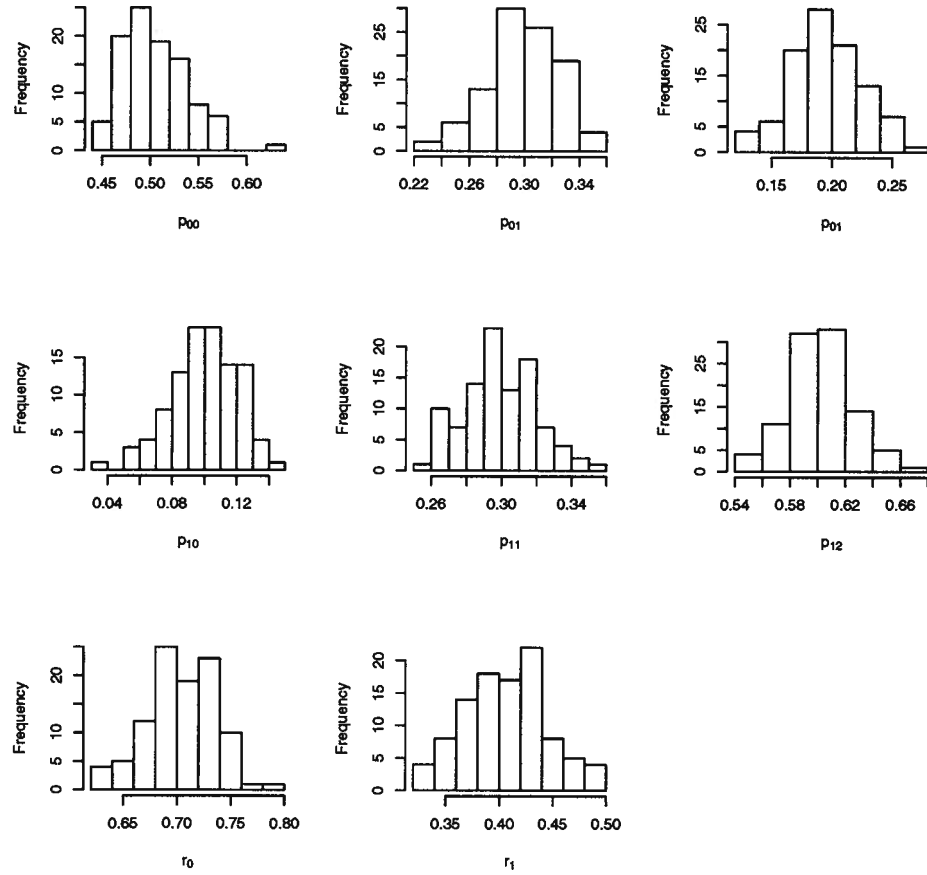 Frequency
0 5 15
0.45 0.50 0.55 0.60
p00
Frequency
0 5 15 25
0.22 0.26 0.30 0.34
p01
Frequency
0 5 15 25
0.15 0.20 0.25
p01
Frequency
0 5 10 15
0.04 0.08 0.12
p10
Frequency
0 5 10 15 20
0.26 0.30 0.34
p11
Frequency
0 5 15 25
0.54 0.58 0.62 0.66
p12
Frequency
0 5 10 20
0.65 0.70 0.75 0.80
r0
Frequency
0 5 10 20
0.35 0.40 0.45 0.50
r1